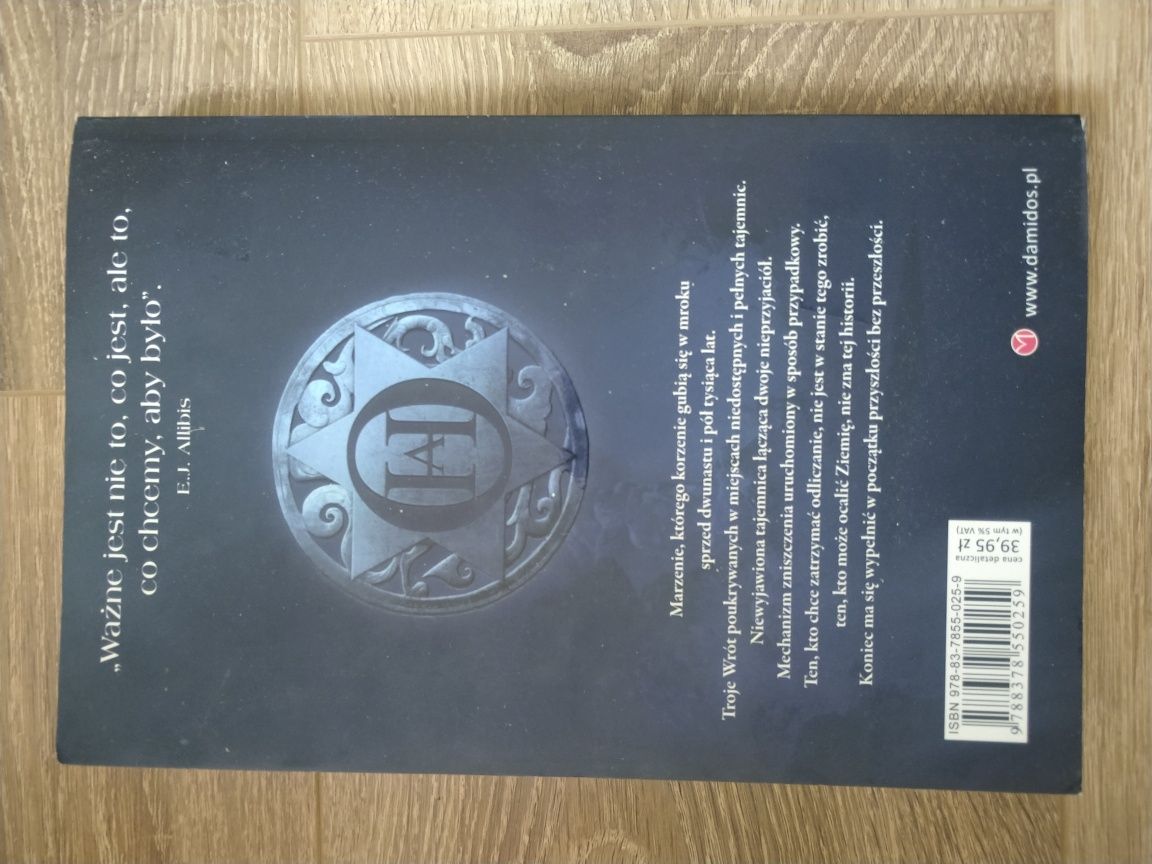 „Ważne jest nie to, co jest, ale to,
co chcemy, aby było”.
E.J. Allibis
OHA
Marzenie, którego korzenie gubią się w mroku
sprzed dwunastu i pół tysiąca lat.
Troje Wrót poukrywanych w miejscach niedostępnych i pełnych tajemnic.
Niewyjawiona tajemnica łącząca dwoje nieprzyjaciół.
Mechanizm zniszczenia uruchomiony w sposób przypadkowy.
Ten, kto chce zatrzymać odliczanie, nie jest w stanie tego zrobić,
ten, kto może ocalić Ziemię, nie zna tej historii.
Koniec ma się wypełnić w początku przyszłości bez przeszłości.
ISBN 978-83-7855-025-9
9 788378 550259
cena detaliczna
39,95 zł
(w tym 5% VAT)
www.damidos.pl